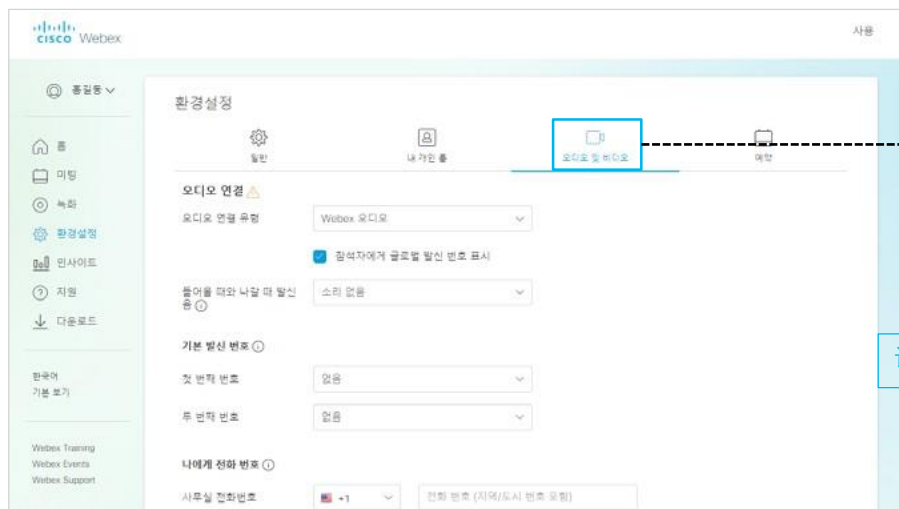 CISCO Webex
사용
홍길동
환경설정
일반
내 개인 룸
오디오 및 비디오
예약
홈
미팅
녹화
환경설정
인사이트
지원
다운로드
한국어
기본 보기
Webex Training
Webex Events
Webex Support
오디오 연결
오디오 연결 유형
Webex 오디오
참석자에게 글로벌 발신 번호 표시
들어올 때와 나갈 때 발신
음
소리 없음
기본 발신 번호
첫 번째 번호
없음
두 번째 번호
없음
나에게 전화 번호
사무실 전화번호
+1
전화 번호 (지역/도시 번호 포함)